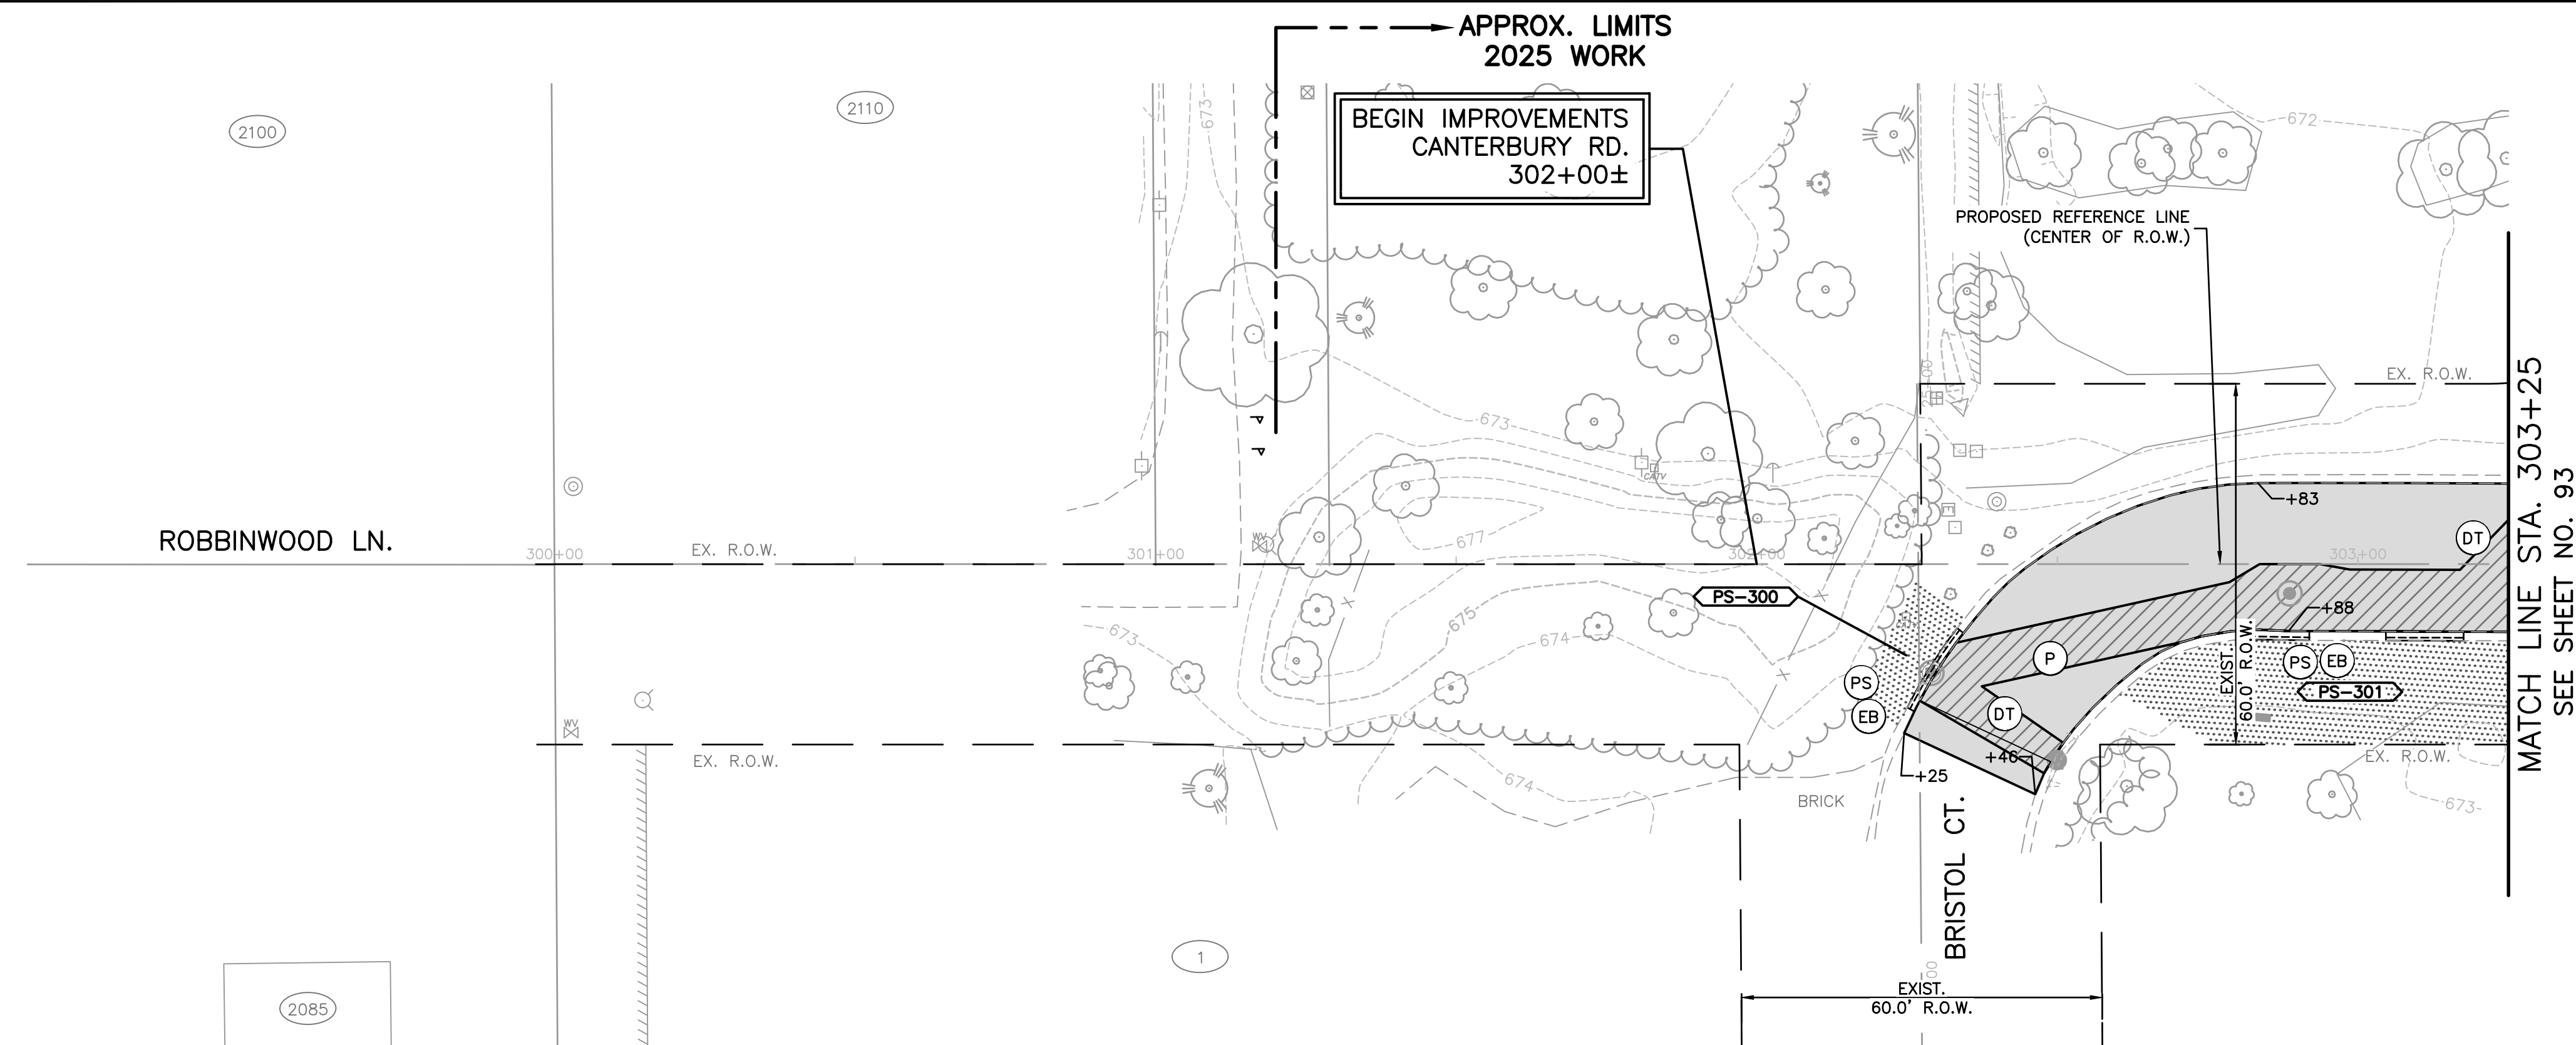 APPROX. LIMITS
2025 WORK
2100
2110
673
BEGIN IMPROVEMENTS
CANTERBURY RD.
302+00±
672
PROPOSED REFERENCE LINE
(CENTER OF R.O.W.)
EX. R.O.W.
673
P
P
CATV
E
+83
DT
ROBBINWOOD LN.
300+00
EX. R.O.W.
301+00
WV
677
302+00
303+00
PS-300
+88
673
675
674
P
EXIST.
60.0' R.O.W.
PS
EB
PS-301
PS
EB
DT
WV
EX. R.O.W.
674
+46
+25
EX. R.O.W.
BRICK
673
MATCH LINE STA. 303+25
SEE SHEET NO. 93
BRISTOL CT.
1
2085
EXIST.
60.0' R.O.W.